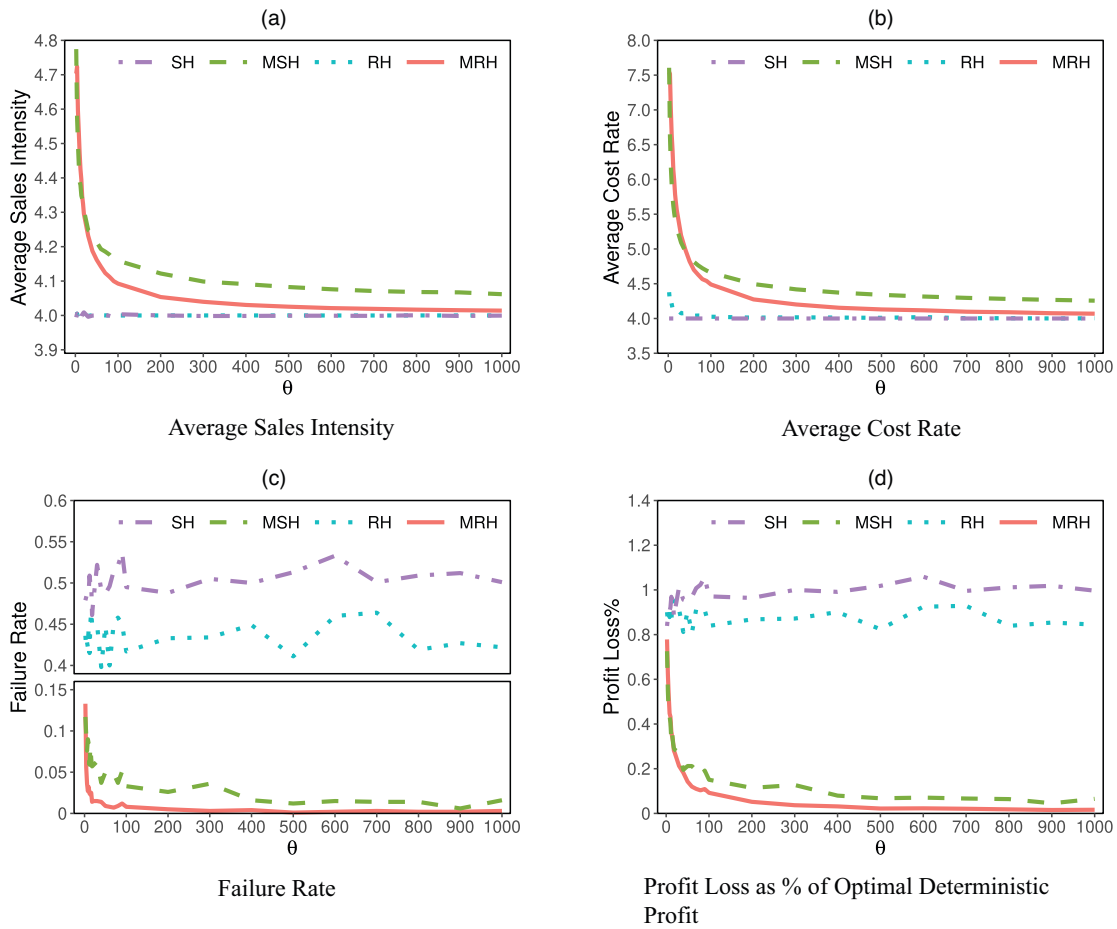 (a)
4.8
4.7
4.6
4.5
4.4
4.3
4.2
4.1
4.0
3.9
Average Sales Intensity
SH MSH RH MRH
0 100 200 300 400 500 600 700 800 900 1000
θ
Average Sales Intensity
(b)
8.0
7.5
7.0
6.5
6.0
5.5
5.0
4.5
4.0
3.5
Average Cost Rate
SH MSH RH MRH
0 100 200 300 400 500 600 700 800 900 1000
θ
Average Cost Rate
(c)
0.6
0.55
0.5
0.45
0.4
0.15
0.1
0.05
0
Failure Rate
SH MSH RH MRH
0 100 200 300 400 500 600 700 800 900 1000
θ
Failure Rate
(d)
1.4
1.2
1
0.8
0.6
0.4
0.2
0
Profit Loss%
SH MSH RH MRH
0 100 200 300 400 500 600 700 800 900 1000
θ
Profit Loss as % of Optimal Deterministic
Profit